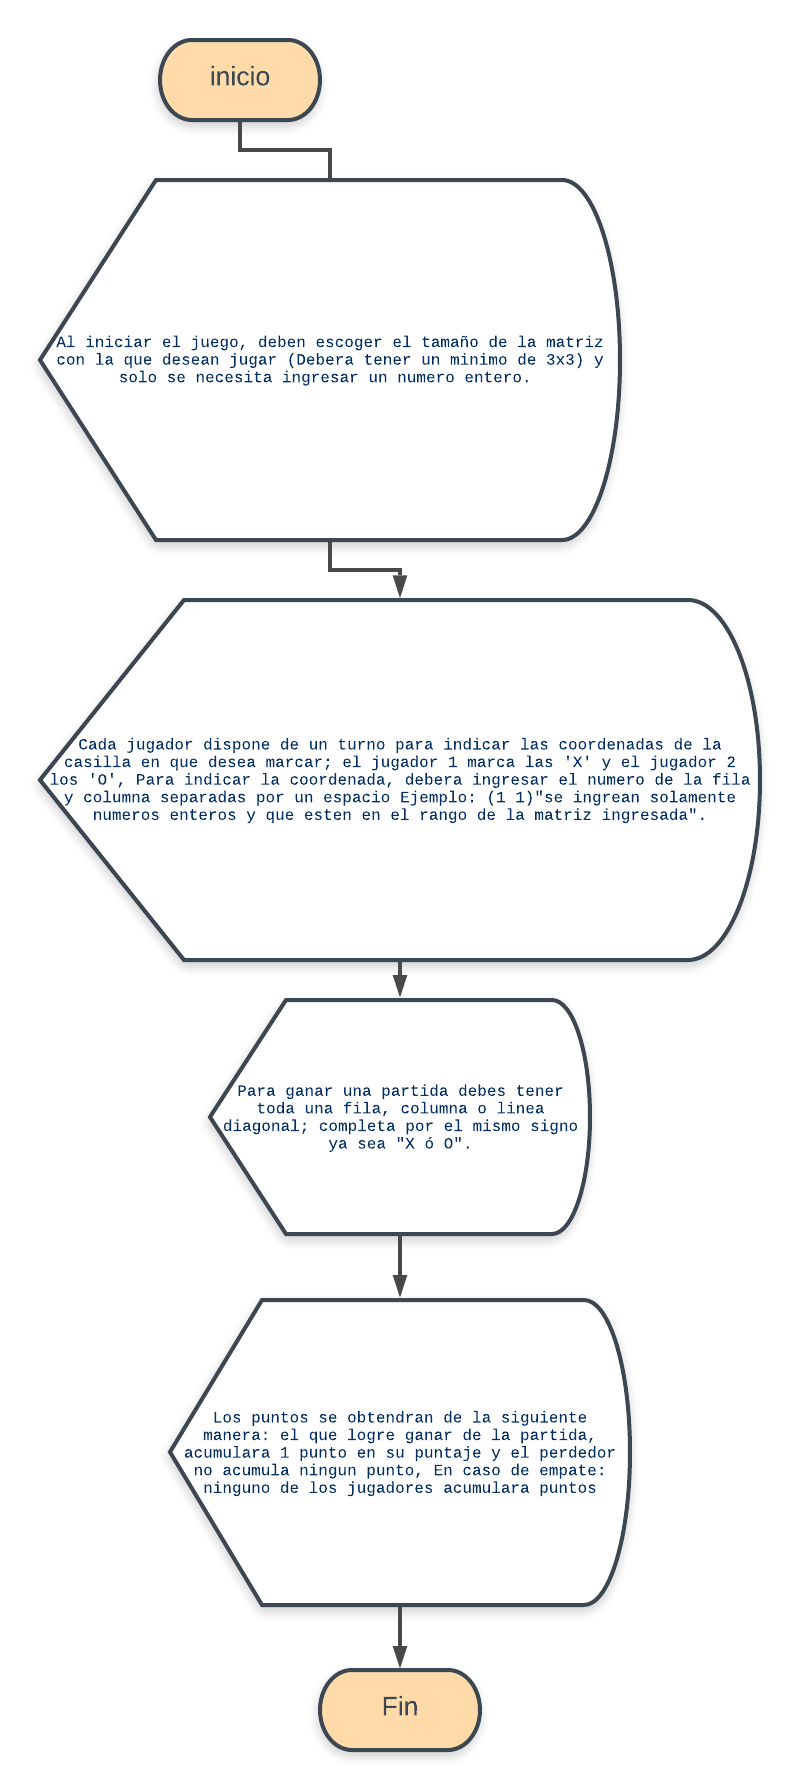 inicio
Al iniciar el juego, deben escoger el tamaño de la matriz
con la que desean jugar (Debera tener un minimo de 3x3) y
solo se necesita ingresar un numero entero.
Cada jugador dispone de un turno para indicar las coordenadas de la
casilla en que desea marcar; el jugador 1 marca las 'X' y el jugador 2
los 'O', Para indicar la coordenada, debera ingresar el numero de la fila
y columna separadas por un espacio Ejemplo: (1 1)"se ingrean solamente
numeros enteros y que esten en el rango de la matriz ingresada".
Para ganar una partida debes tener
toda una fila, columna o linea
diagonal; completa por el mismo signo
ya sea "X ó O".
Los puntos se obtendran de la siguiente
manera: el que logre ganar de la partida,
acumulara 1 punto en su puntaje y el perdedor
no acumula ningun punto, En caso de empate:
ninguno de los jugadores acumulara puntos
Fin